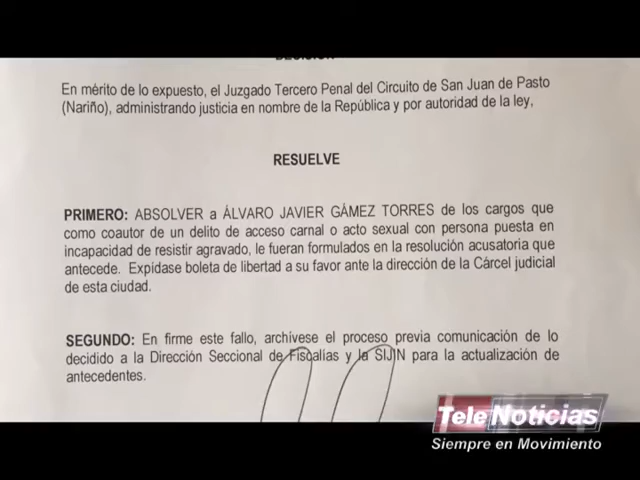 DECISIÓN
En mérito de lo expuesto, el Juzgado Tercero Penal del Circuito de San Juan de Pasto
(Nariño), administrando justicia en nombre de la República y por autoridad de la ley,
RESUELVE
PRIMERO: ABSOLVER a ÁLVARO JAVIER GÁMEZ TORRES de los cargos que
como coautor de un delito de acceso carnal o acto sexual con persona puesta en
incapacidad de resistir agravado, le fueran formulados en la resolución acusatoria que
antecede. Expídase boleta de libertad a su favor ante la dirección de la Cárcel judicial
de esta ciudad.
SEGUNDO: En firme este fallo, archívese el proceso previa comunicación de lo
decidido a la Dirección Seccional de Fiscalías y la SIJIN para la actualización de
antecedentes.
TeleNoticias
Siempre en Movimiento